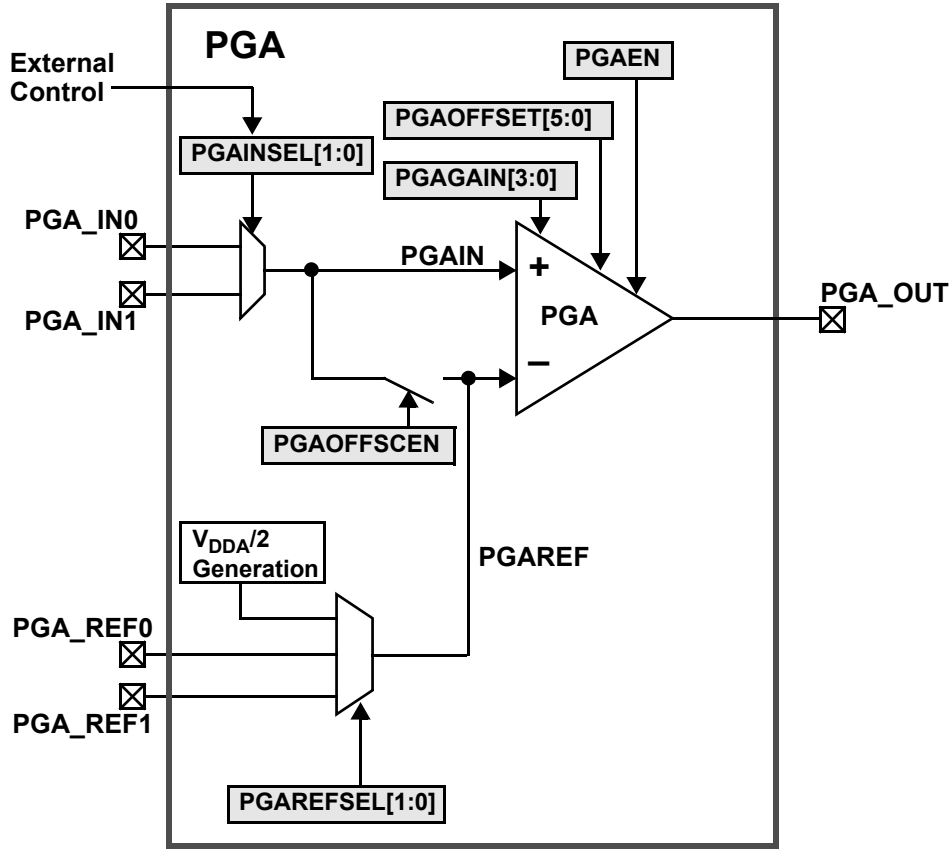 PGA
PGAEN
External
Control
PGAOFFSET[5:0]
PGAINSEL[1:0]
PGAGAIN[3:0]
PGA_IN0
PGAIN
+
PGA_OUT
PGA_IN1
PGA
−
PGAOFFSCEN
VDDA/2
Generation
PGAREF
PGA_REF0
PGA_REF1
PGAREFSEL[1:0]